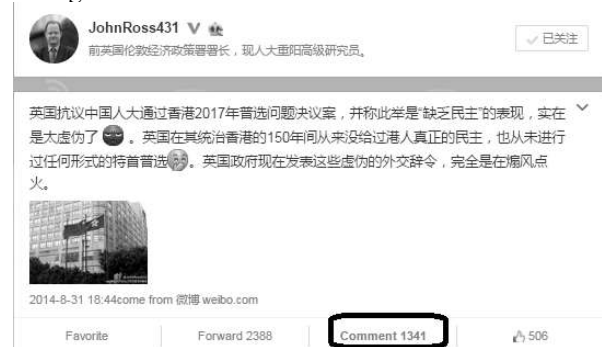 JohnRoss431
前英国伦敦经济政策署署长，现人大重阳高级研究员。
已关注
英国抗议中国人大通过香港2017年普选问题决议案，并称此举是“缺乏民主”的表现，实在
是太虚伪了。英国在其统治香港的150年间从来没给过港人真正的民主，也从未进行
过任何形式的特首普选。英国政府现在发表这些虚伪的外交辞令，完全是在煽风点
火。
2014-8-31 18:44come from 微博 weibo.com
Favorite
Forward 2388
Comment 1341
506